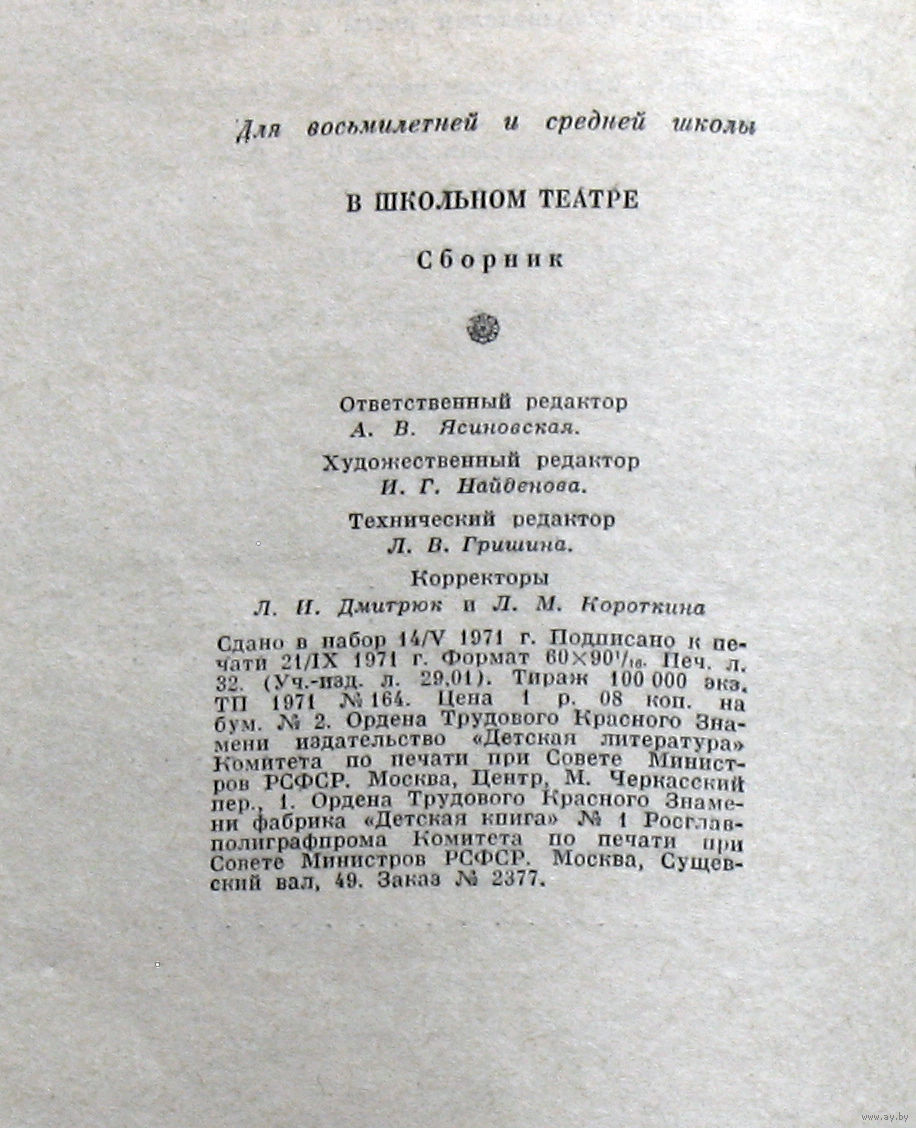 Для восьмилетней и средней школы
В ШКОЛЬНОМ ТЕАТРЕ
Сборник
Ответственный редактор
А. В. Ясиновская.
Художественный редактор
И. Г. Найденова.
Технический редактор
Л. В. Гришина.
Корректоры
Л. И. Дмитрюк и Л. М. Короткина
Сдано в набор 14/V 1971 г. Подписано к пе-
чати 21/IX 1971 г. Формат 60×90¹/₁₆. Печ. л.
32. (Уч.-изд. л. 29,01). Тираж 100 000 экз.
ТП 1971 № 164. Цена 1 р. 08 коп. на
бум. № 2. Ордена Трудового Красного Зна-
мени издательство «Детская литература»
Комитета по печати при Совете Минист-
ров РСФСР. Москва, Центр, М. Черкасский
пер., 1. Ордена Трудового Красного Знаме-
ни фабрика «Детская книга» № 1 Росглав-
полиграфпрома Комитета по печати при
Совете Министров РСФСР. Москва, Сущев-
ский вал, 49. Заказ № 2377.
www.ay.by